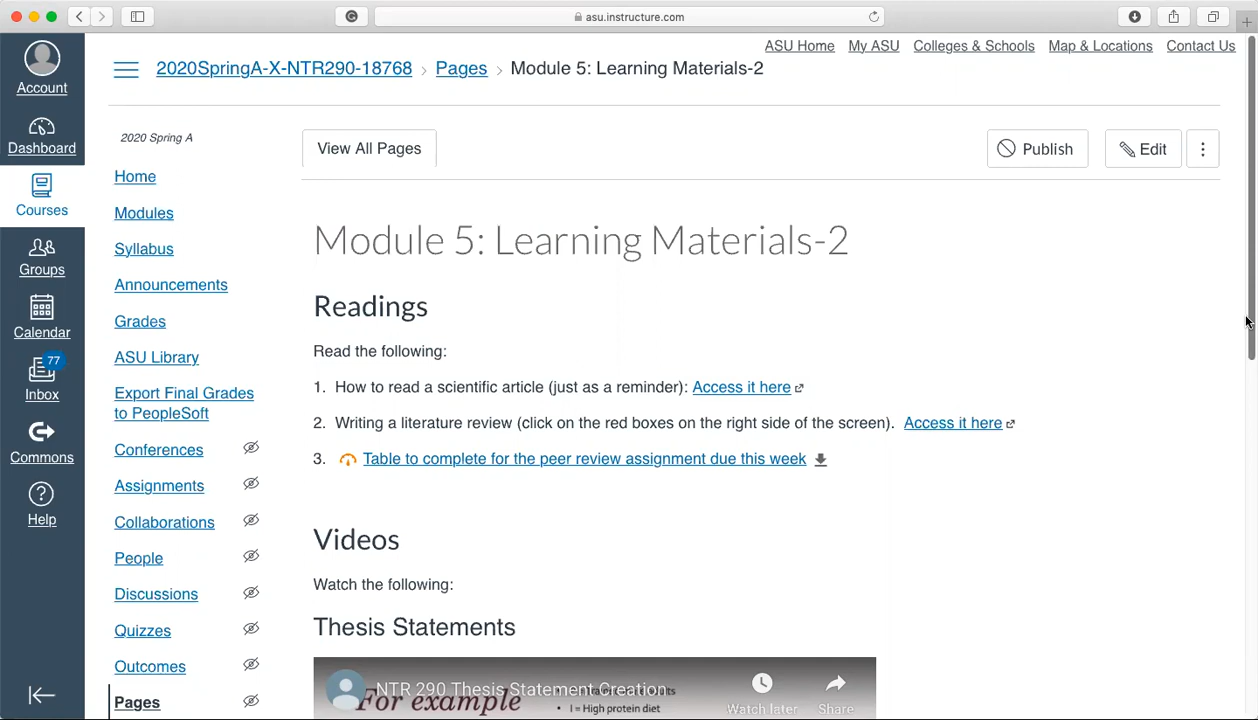 asu.instructure.com
ASU Home My ASU Colleges & Schools Map & Locations Contact Us
2020SpringA-X-NTR290-18768 › Pages › Module 5: Learning Materials-2
Account
Dashboard
Courses
Groups
Calendar
77
Inbox
Commons
Help
2020 Spring A
Home
Modules
Syllabus
Announcements
Grades
ASU Library
Export Final Grades
to PeopleSoft
Conferences
Assignments
Collaborations
People
Discussions
Quizzes
Outcomes
Pages
View All Pages
Publish
Edit
Module 5: Learning Materials-2
Readings
Read the following:
1. How to read a scientific article (just as a reminder): Access it here
2. Writing a literature review (click on the red boxes on the right side of the screen). Access it here
3. Table to complete for the peer review assignment due this week
Videos
Watch the following:
Thesis Statements
NTR 290 Thesis Statement Creation
For example
• I = High protein diet
Watch later
Share